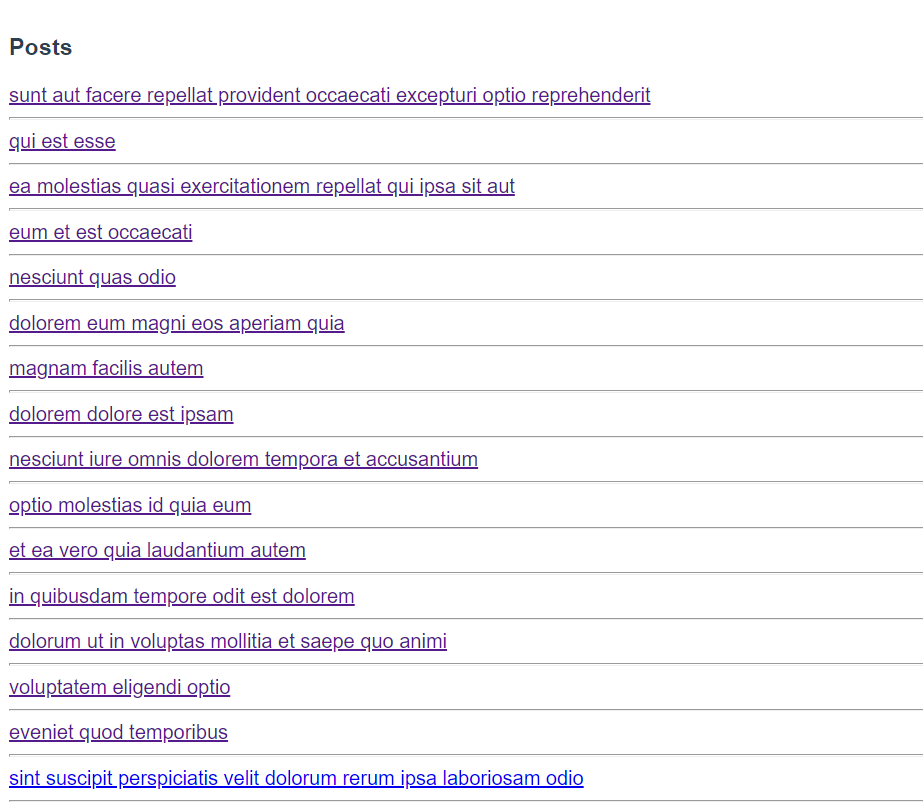 Posts
sunt aut facere repellat provident occaecati excepturi optio reprehenderit
qui est esse
ea molestias quasi exercitationem repellat qui ipsa sit aut
eum et est occaecati
nesciunt quas odio
dolorem eum magni eos aperiam quia
magnam facilis autem
dolorem dolore est ipsam
nesciunt iure omnis dolorem tempora et accusantium
optio molestias id quia eum
et ea vero quia laudantium autem
in quibusdam tempore odit est dolorem
dolorum ut in voluptas mollitia et saepe quo animi
voluptatem eligendi optio
eveniet quod temporibus
sint suscipit perspiciatis velit dolorum rerum ipsa laboriosam odio